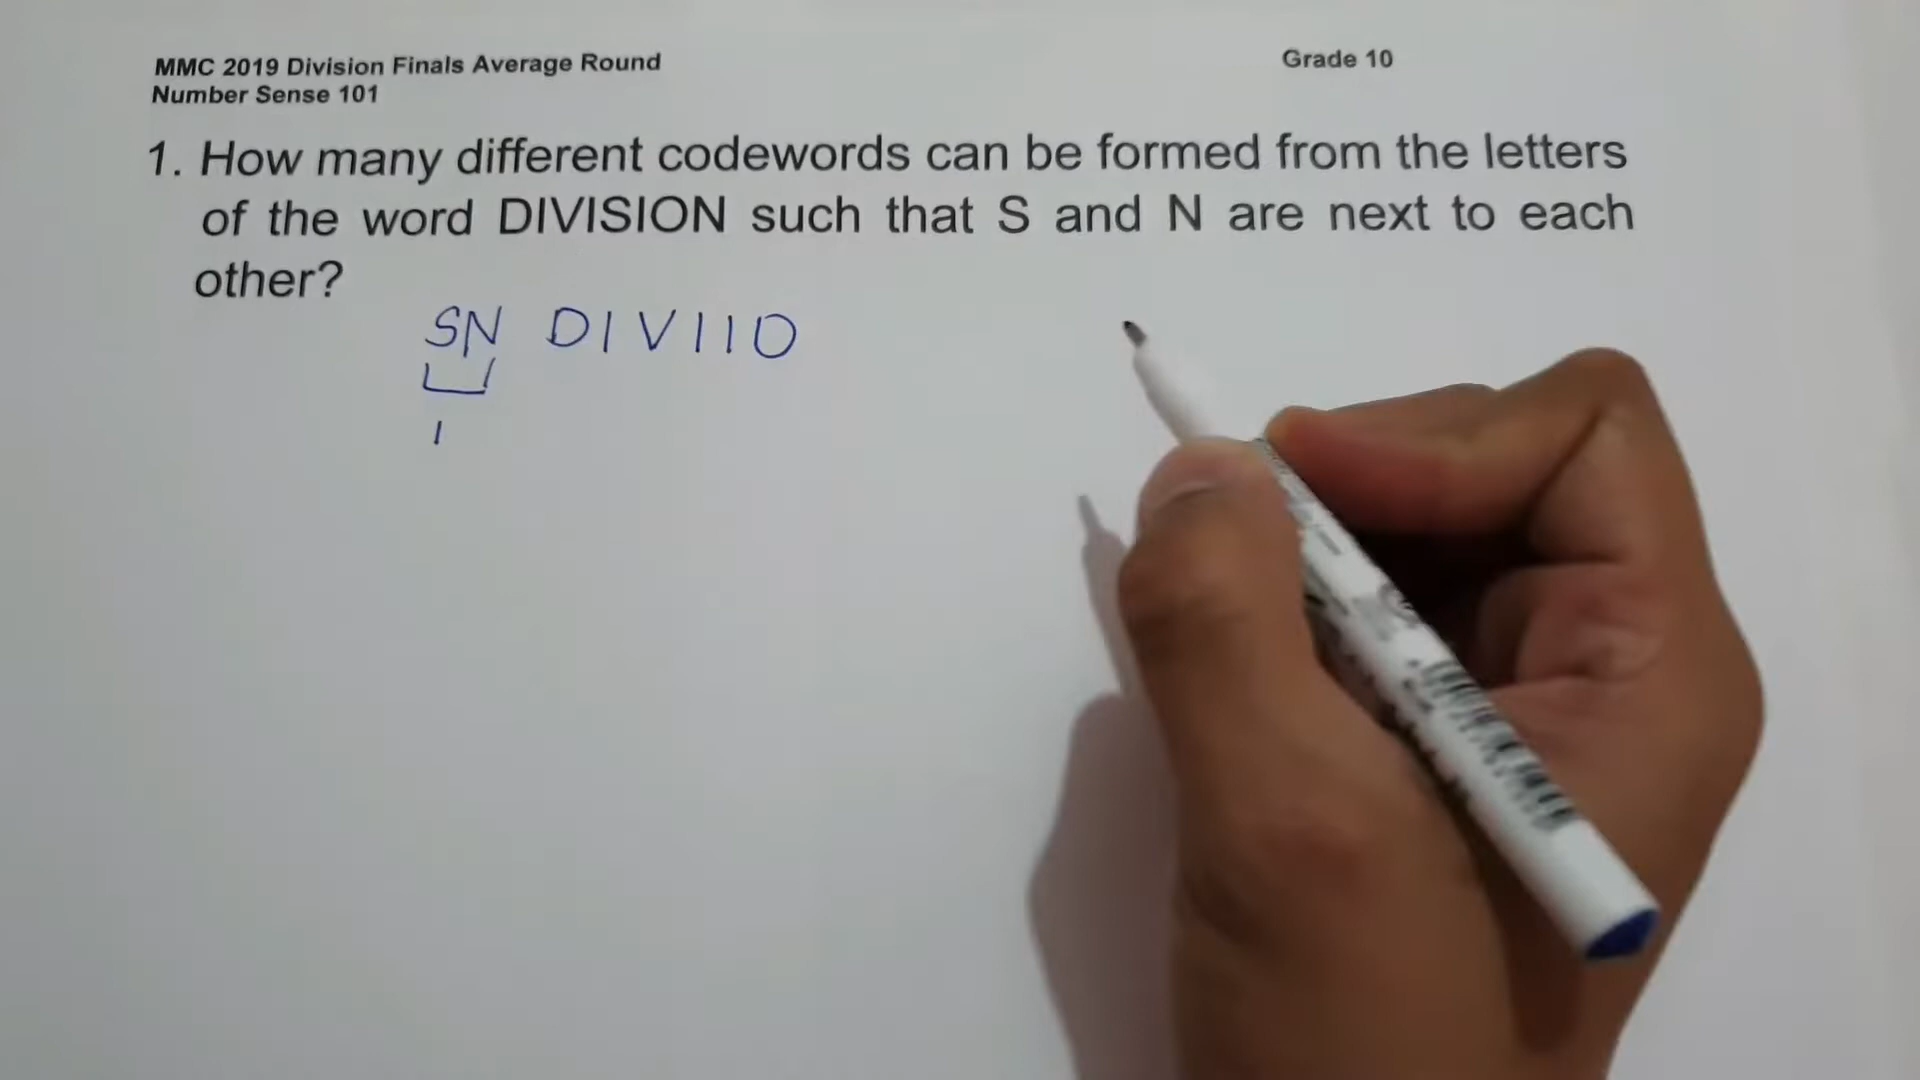 MMC 2019 Division Finals Average Round
Grade 10
Number Sense 101
1. How many different codewords can be formed from the letters
of the word DIVISION such that S and N are next to each
other?
SN DIVIIO
1